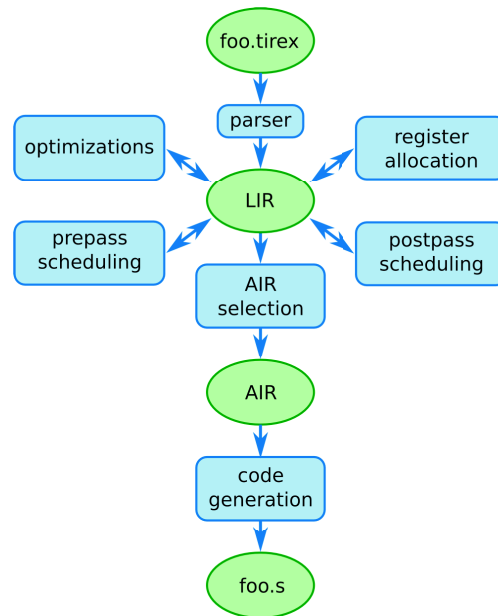 foo.tirex
parser
optimizations
register
allocation
LIR
prepass
scheduling
postpass
scheduling
AIR
selection
AIR
code
generation
foo.s